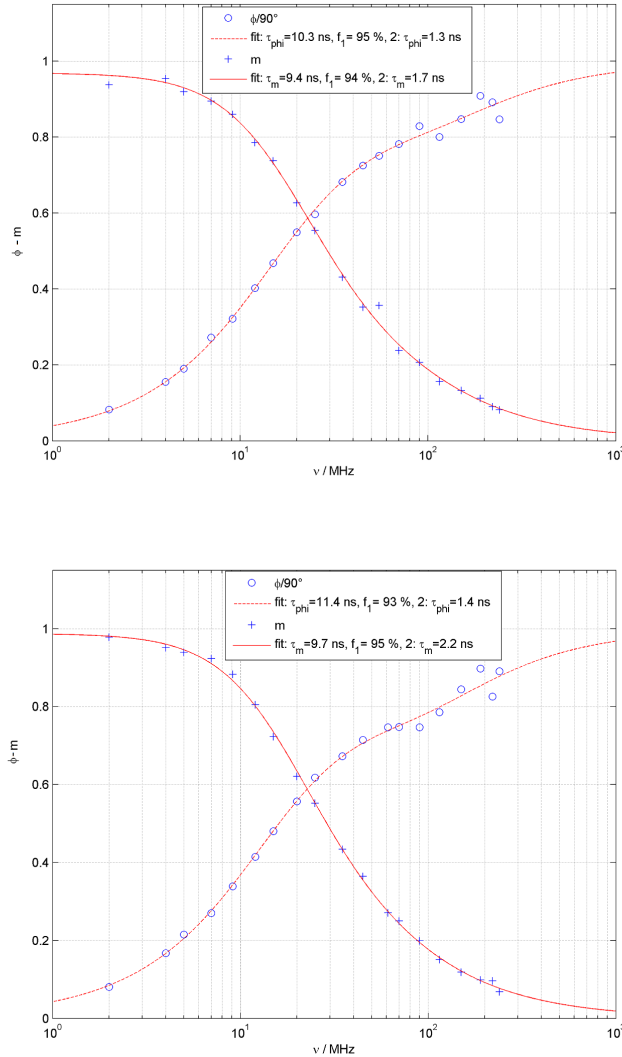 ϕ/90°
fit: τphi=10.3 ns, f1= 95 %, 2: τphi=1.3 ns
m
fit: τm=9.4 ns, f1= 94 %, 2: τm=1.7 ns
1
0.8
0.6
0.4
0.2
0
ϕ - m
10^0
10^1
10^2
10^3
ν / MHz
ϕ/90°
fit: τphi=11.4 ns, f1= 93 %, 2: τphi=1.4 ns
m
fit: τm=9.7 ns, f1= 95 %, 2: τm=2.2 ns
1
0.8
0.6
0.4
0.2
0
ϕ - m
10^0
10^1
10^2
10^3
ν / MHz